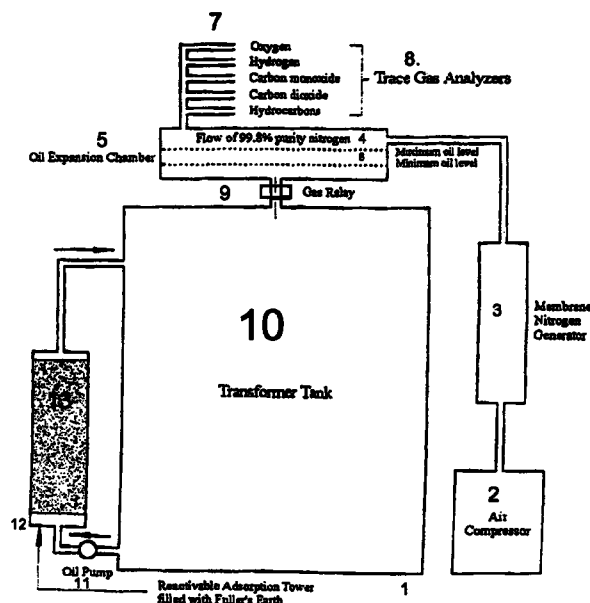 7
Oxygen
Hydrogen
Carbon monoxide
Carbon dioxide
Hydrocarbons
8.
Trace Gas Analyzers
5
Oil Expansion Chamber
Flow of 99.8% purity nitrogen 4
6
Maximum oil level
Minimum oil level
9
Gas Relay
10
Transformer Tank
3
Membrane
Nitrogen
Generator
2
Air
Compressor
13
12
Oil Pump
11
1
Reactivable Adsorption Tower
filled with Fuller's Earth